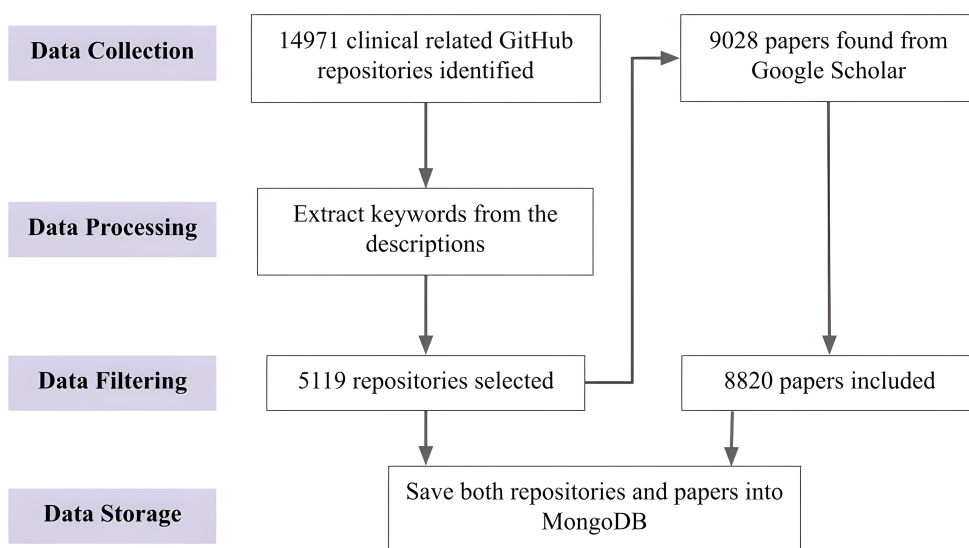 Data Collection
14971 clinical related GitHub
repositories identified
9028 papers found from
Google Scholar
Data Processing
Extract keywords from the
descriptions
Data Filtering
5119 repositories selected
8820 papers included
Data Storage
Save both repositories and papers into
MongoDB